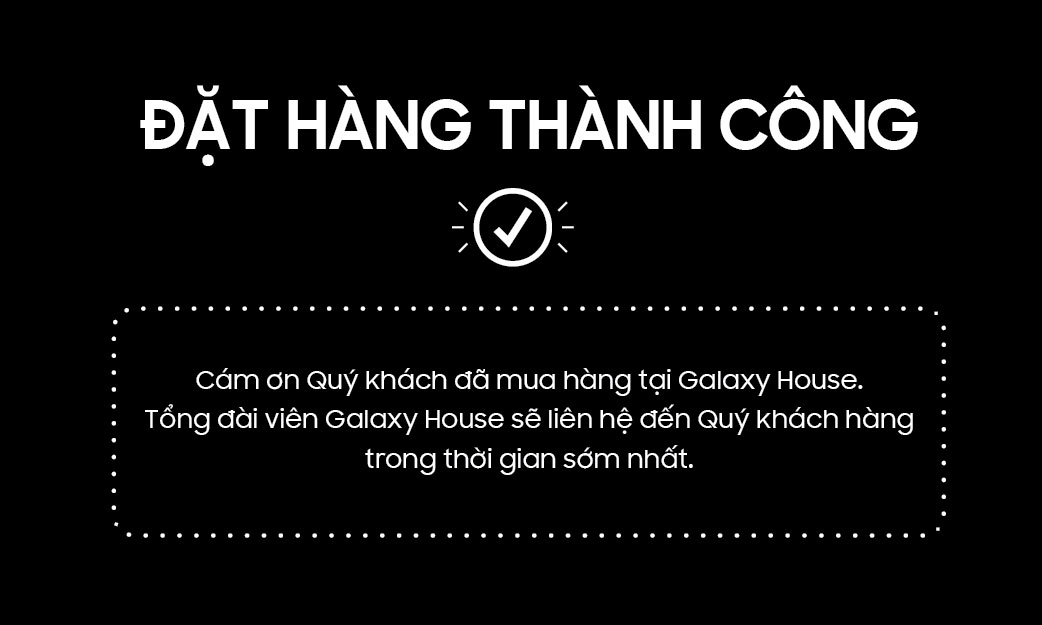 ĐẶT HÀNG THÀNH CÔNG
Cám ơn Quý khách đã mua hàng tại Galaxy House.
Tổng đài viên Galaxy House sẽ liên hệ đến Quý khách hàng
trong thời gian sớm nhất.